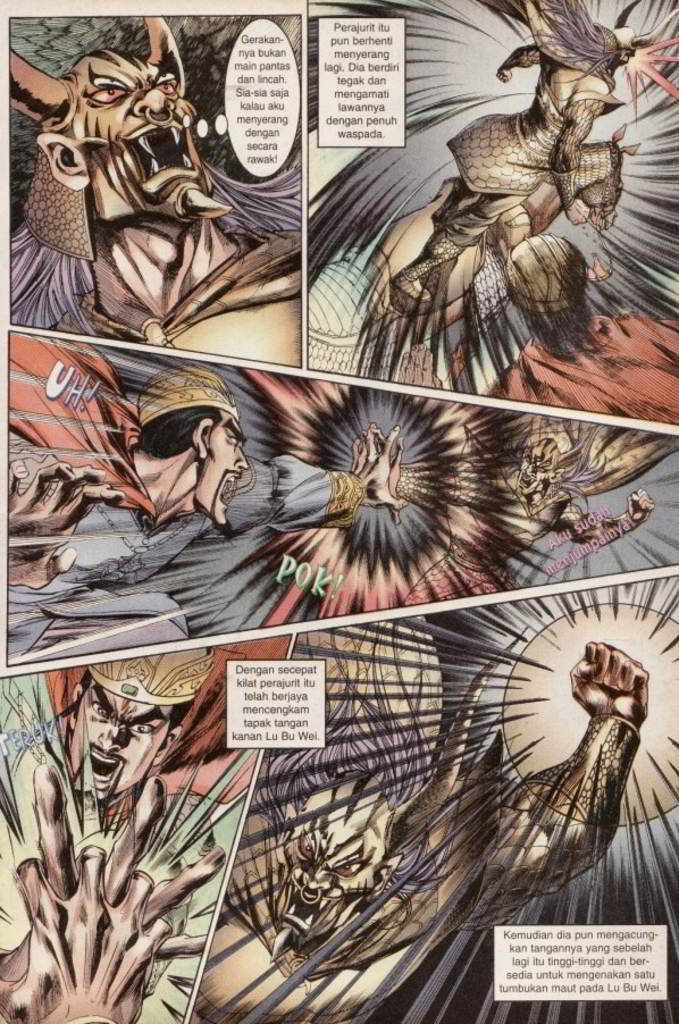 Gerakan-
nya bukan
main pantas
dan lincah.
Sia-sia saja
kalau aku
menyerang
dengan
secara
rawak!
Perajurit itu
pun berhenti
menyerang
lagi. Dia berdiri
tegak dan
mengamati
lawannya
dengan penuh
waspada.
UH!
POK!
Aku sudah
menjumpainya!
Dengan secepat
kilat perajurit itu
telah berjaya
mencengkam
tapak tangan
kanan Lu Bu Wei.
Kemudian dia pun mengacung-
kan tangannya yang sebelah
lagi itu tinggi-tinggi dan ber-
sedia untuk mengenakan satu
tumbukan maut pada Lu Bu Wei.